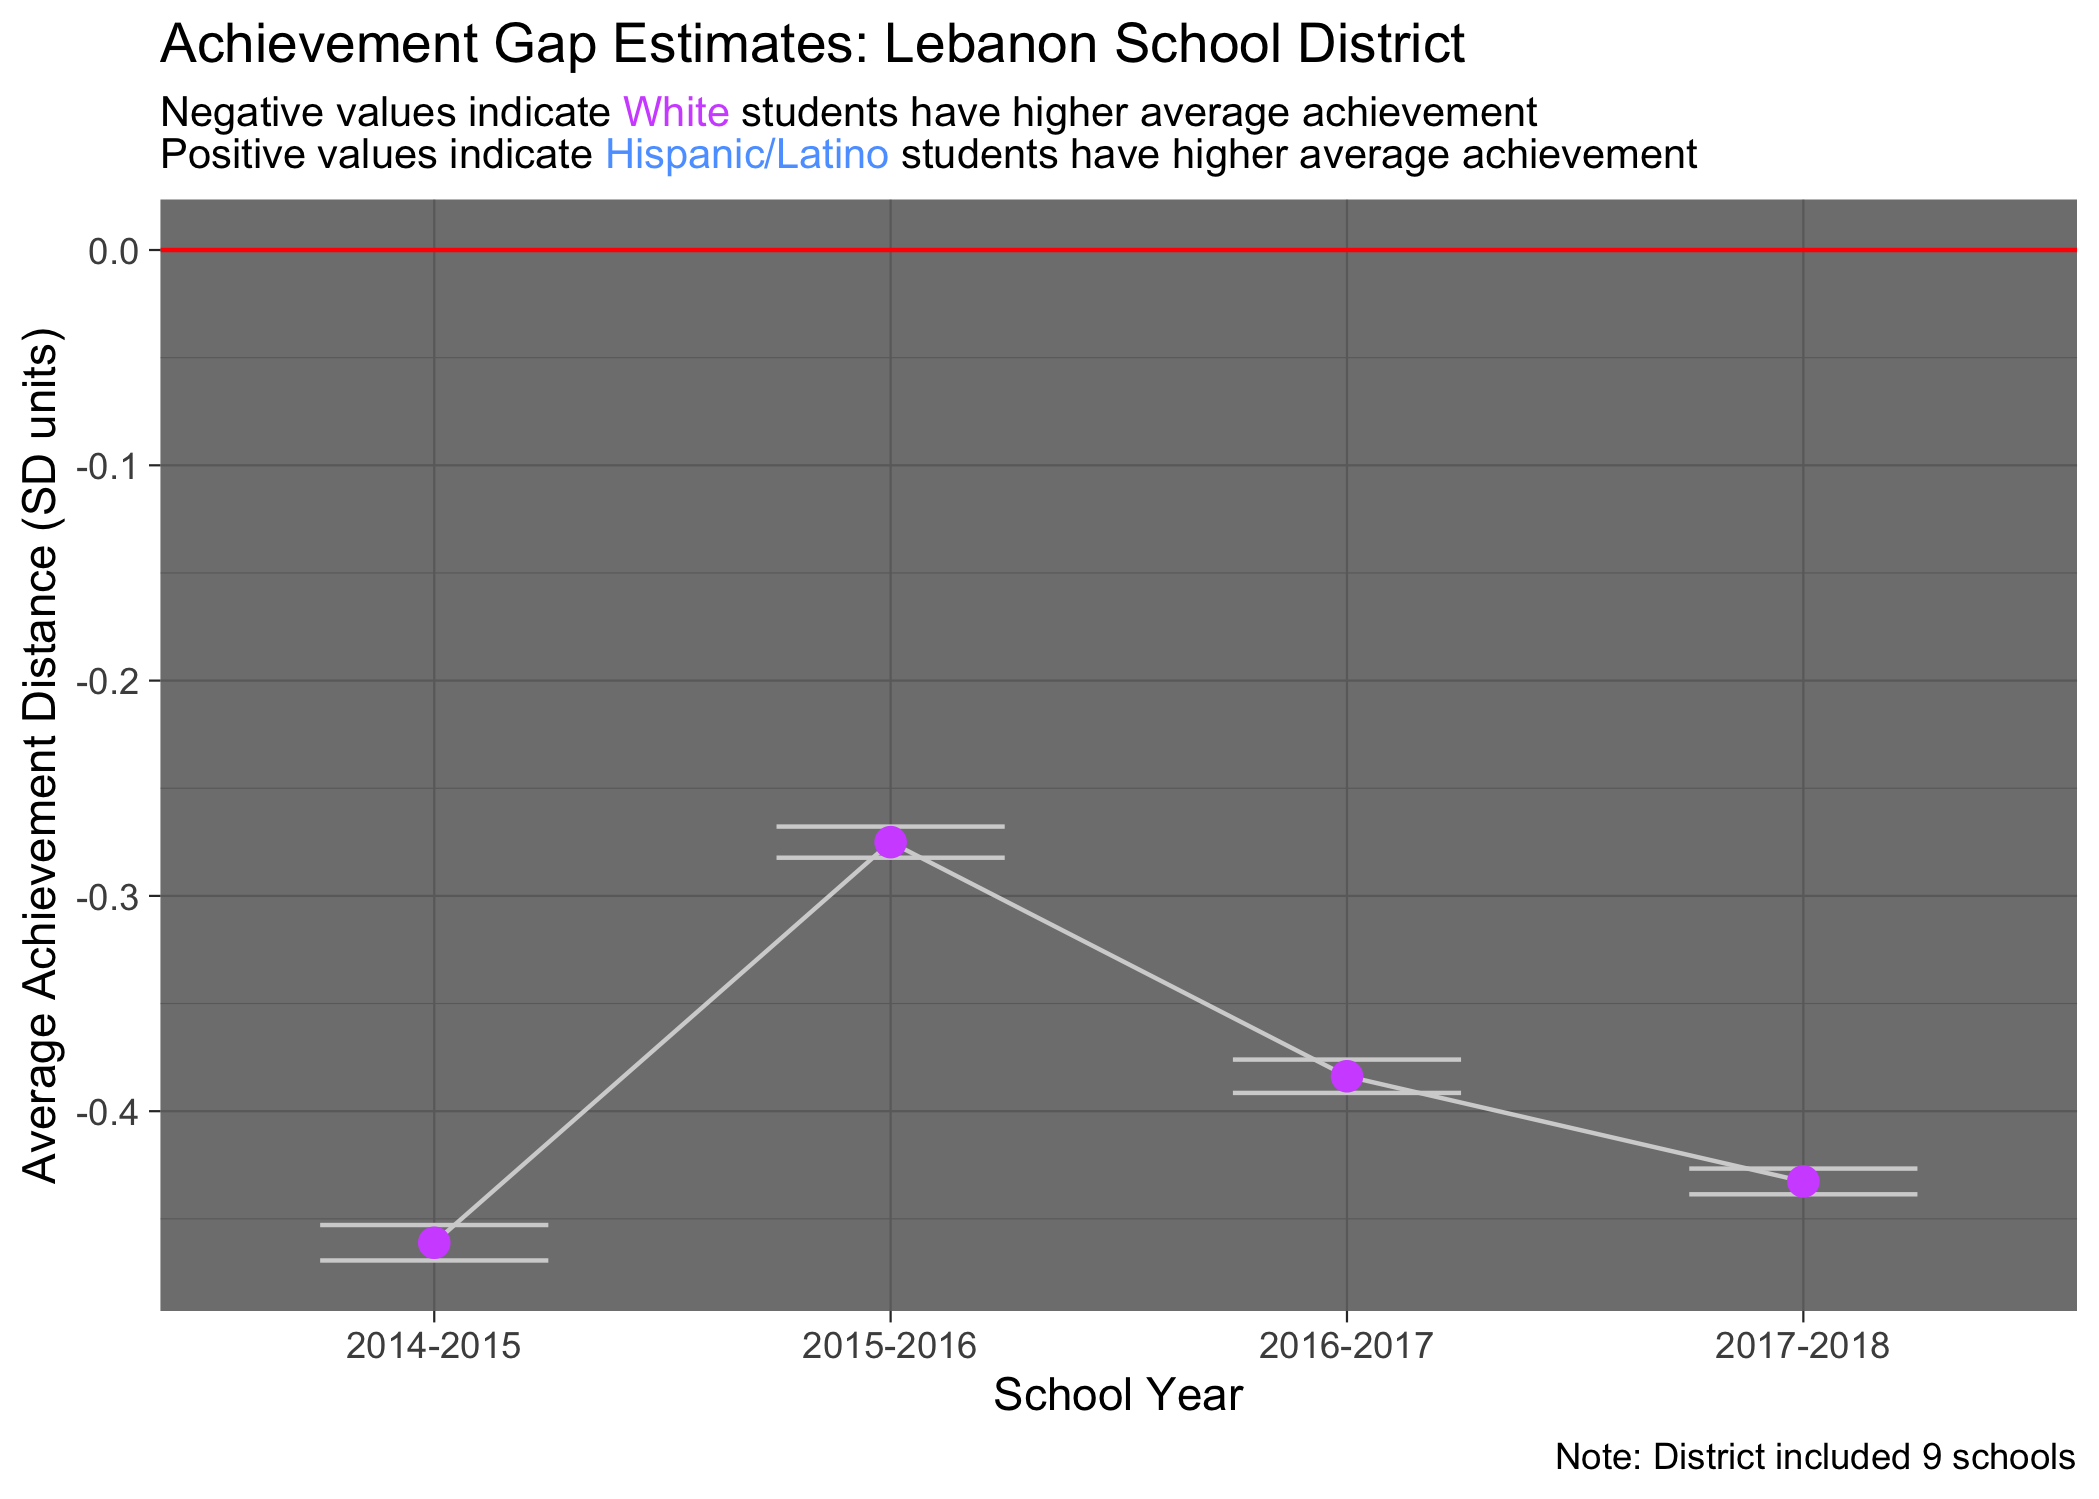 Achievement Gap Estimates: Lebanon School District
Negative values indicate White students have higher average achievement
Positive values indicate Hispanic/Latino students have higher average achievement
Average Achievement Distance (SD units)
0.0
-0.1
-0.2
-0.3
-0.4
2014-2015
2015-2016
2016-2017
2017-2018
School Year
Note: District included 9 schools